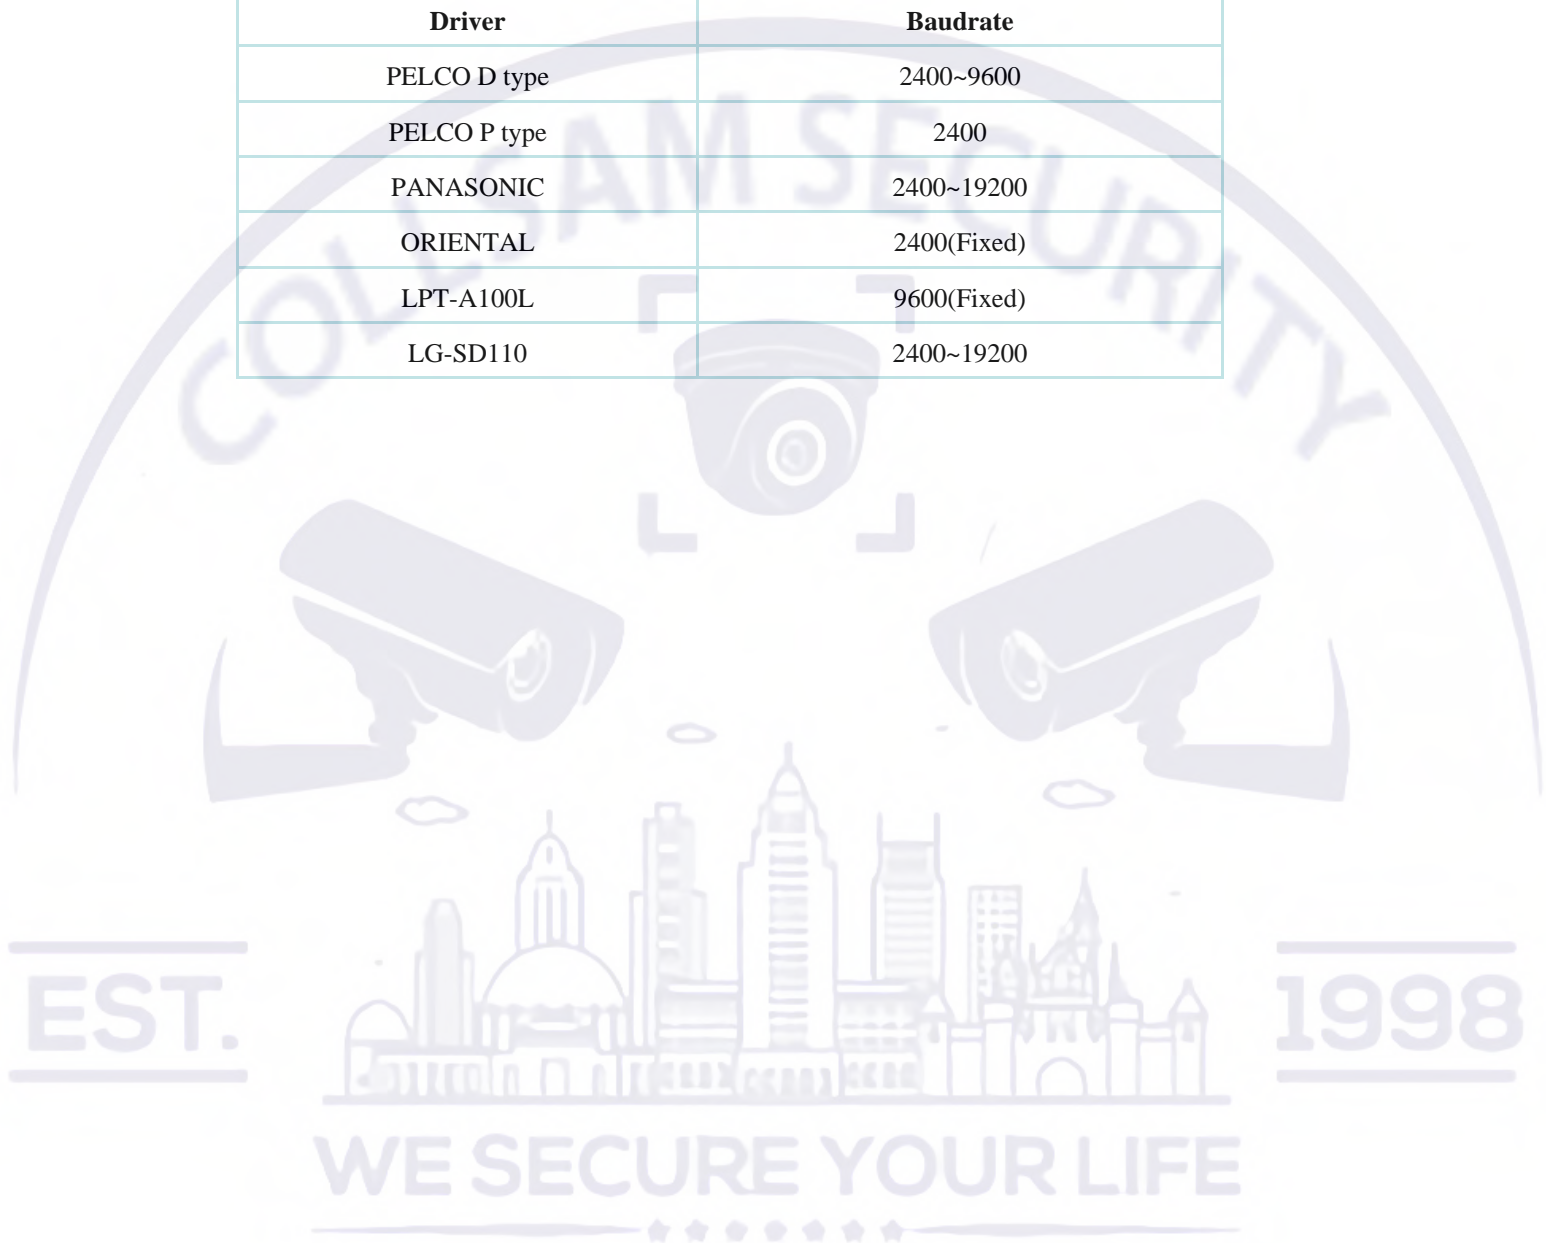 Driver Baudrate
PELCO D type 2400~9600
PELCO P type 2400
PANASONIC 2400~19200
ORIENTAL 2400(Fixed)
LPT-A100L 9600(Fixed)
LG-SD110 2400~19200
COLLSAM SECURITY
EST. 1998
WE SECURE YOUR LIFE